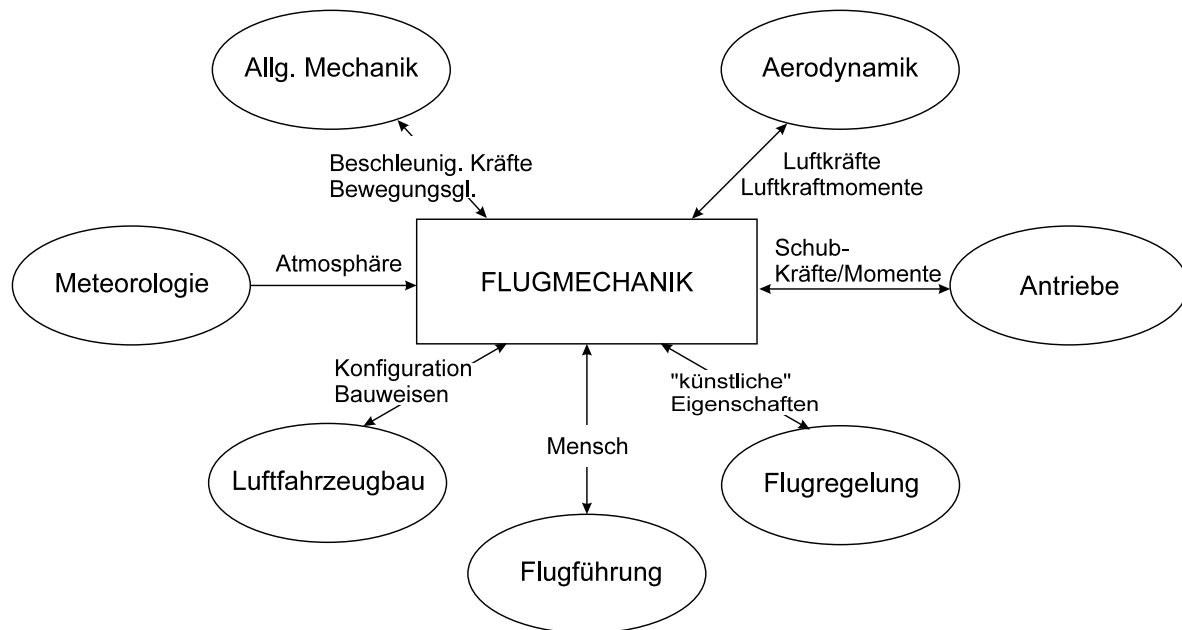 Allg. Mechanik
Aerodynamik
Beschleunig. Kräfte
Bewegungsgl.
Luftkräfte
Luftkraftmomente
Meteorologie
Atmosphäre
FLUGMECHANIK
Schub-
Kräfte/Momente
Antriebe
Konfiguration
Bauweisen
"künstliche"
Eigenschaften
Mensch
Luftfahrzeugbau
Flugregelung
Flugführung